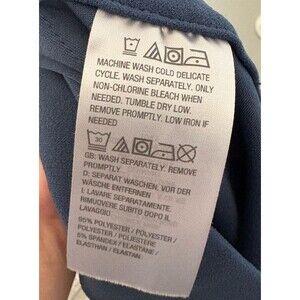 MACHINE WASH COLD DELICATE
CYCLE. WASH SEPARATELY. ONLY
NON-CHLORINE BLEACH WHEN
NEEDED. TUMBLE DRY LOW.
REMOVE PROMPTLY. LOW IRON IF
NEEDED
30
GB: WASH SEPARATELY. REMOVE
PROMPTLY
D: SEPARAT WASCHEN. VOR DER
WÄSCHE ENTFERNEN
I: LAVARE SEPARATAMENTE.
RIMUOVERE SUBITO DOPO IL
LAVAGGIO
95% POLYESTER / POLYESTER /
POLYESTER / POLIESTERE
5% SPANDEX / ELASTANE /
ELASTHAN / ELASTAN